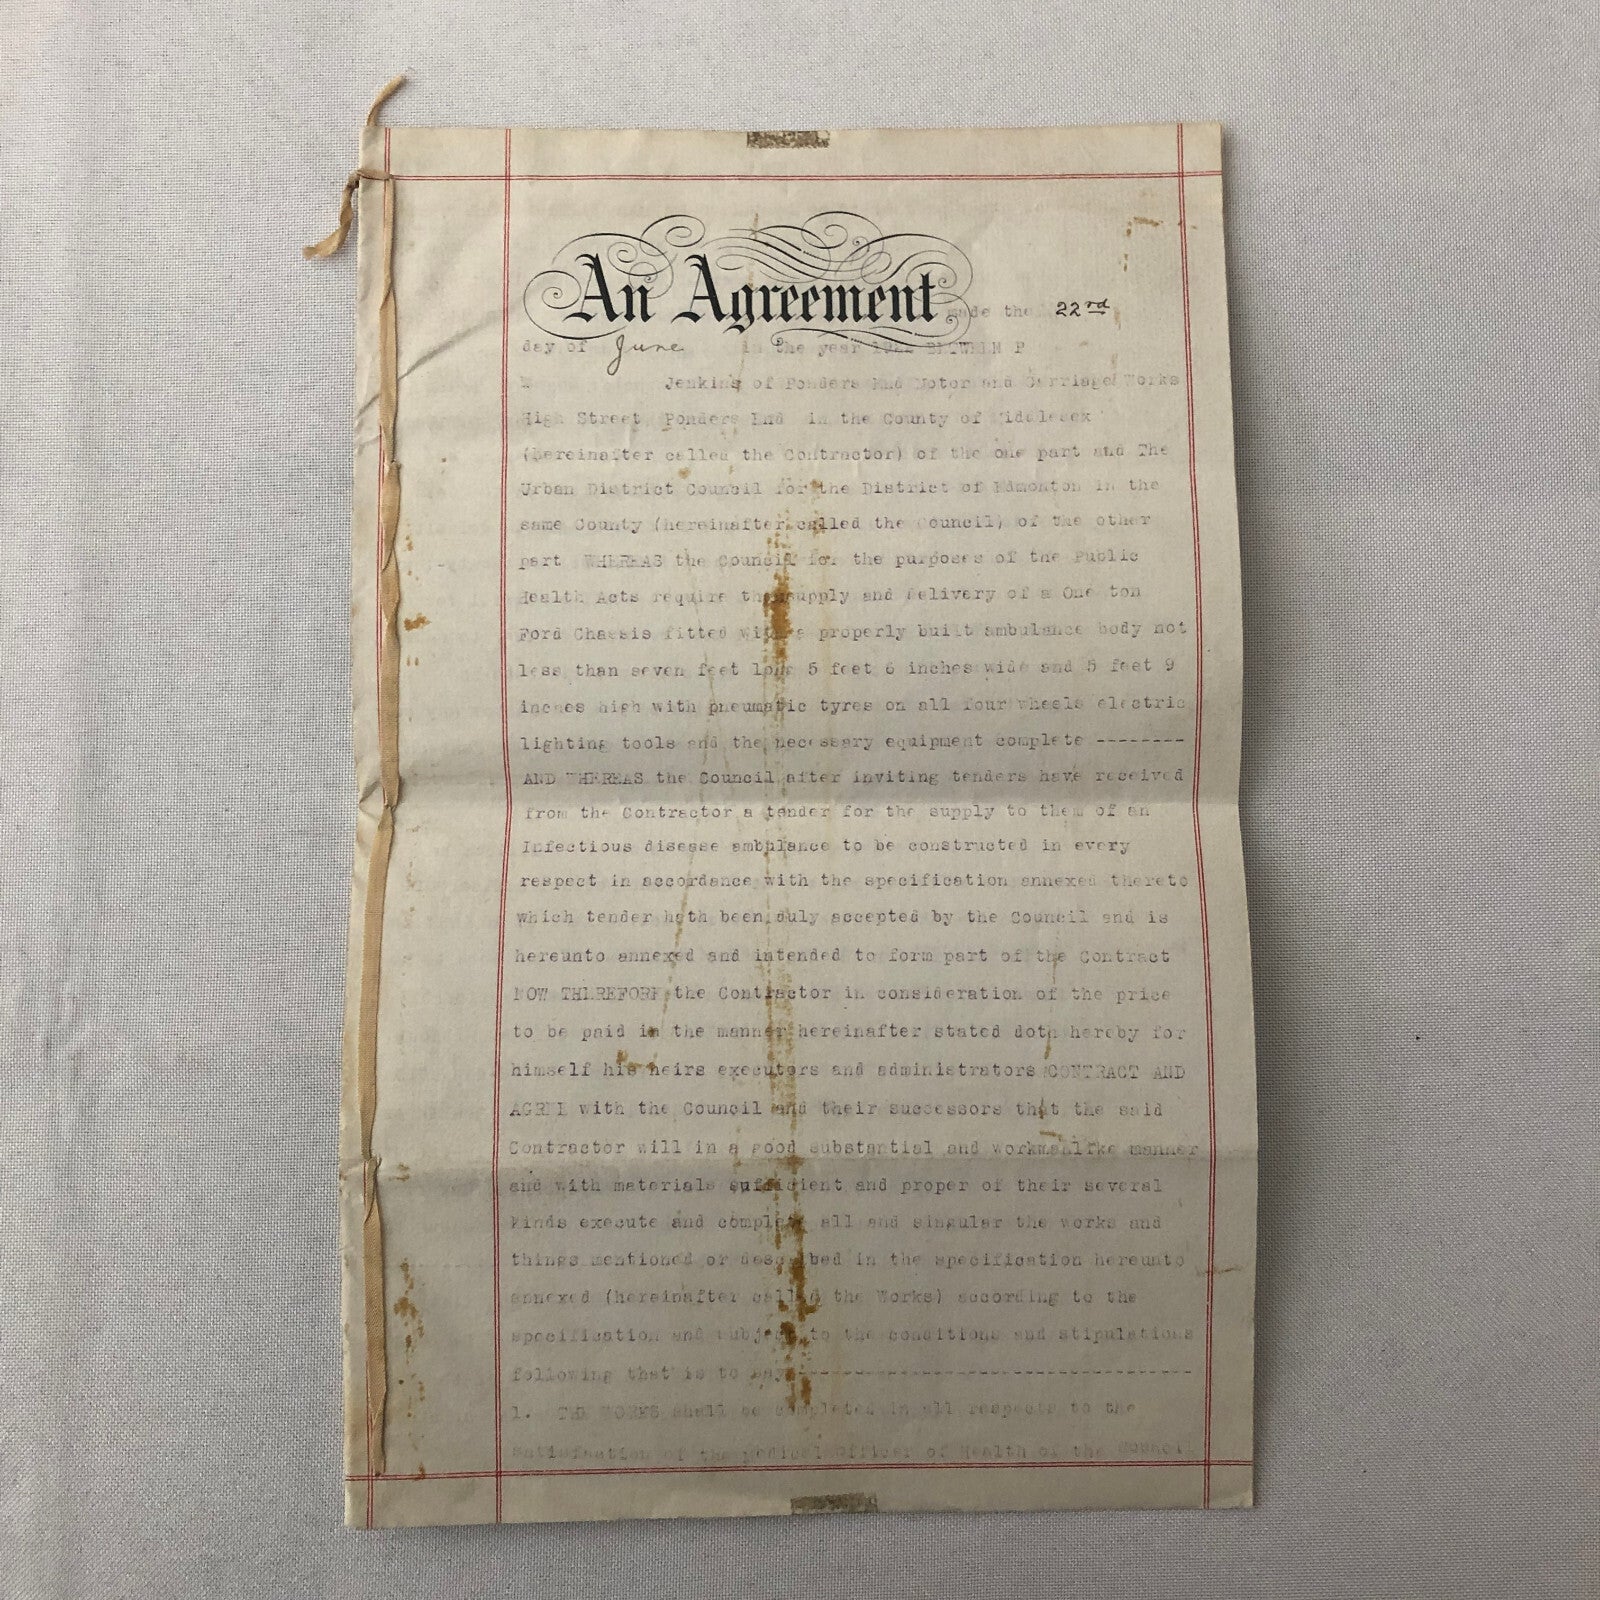 An Agreement made the 22nd
day of June in the year BETWEEN P
Jenkins of Ponders End Motor and Carriage Works
High Street Ponders End in the County of Middlesex
(hereinafter called the Contractor) of the one part and The
Urban District Council for the District of Edmonton in the
same County (hereinafter called the Council) of the other
part WHEREAS the Council for the purposes of the Public
Health Acts require the supply and delivery of a One ton
Ford Chassis fitted with a properly built ambulance body not
less than seven feet long 5 feet 6 inches wide and 5 feet 9
inches high with pneumatic tyres on all four wheels electric
lighting tools and the necessary equipment complete --------
AND WHEREAS the Council after inviting tenders have received
from the Contractor a tender for the supply to them of an
Infectious disease ambulance to be constructed in every
respect in accordance with the specification annexed thereto
which tender hath been duly accepted by the Council and is
hereunto annexed and intended to form part of the Contract
NOW THEREFORE the Contractor in consideration of the price
to be paid in the manner hereinafter stated doth hereby for
himself his heirs executors and administrators CONTRACT AND
AGREE with the Council and their successors that the said
Contractor will in a good substantial and workmanlike manner
and with materials sufficient and proper of their several
kinds execute and complete all and singular the works and
things mentioned or described in the specification hereunto
annexed (hereinafter called the Works) according to the
specification and subject to the conditions and stipulations
following that is to say--------------------------------
1. THE WORKS shall be completed in all respects to the
satisfaction of the Medical Officer of Health of the Council